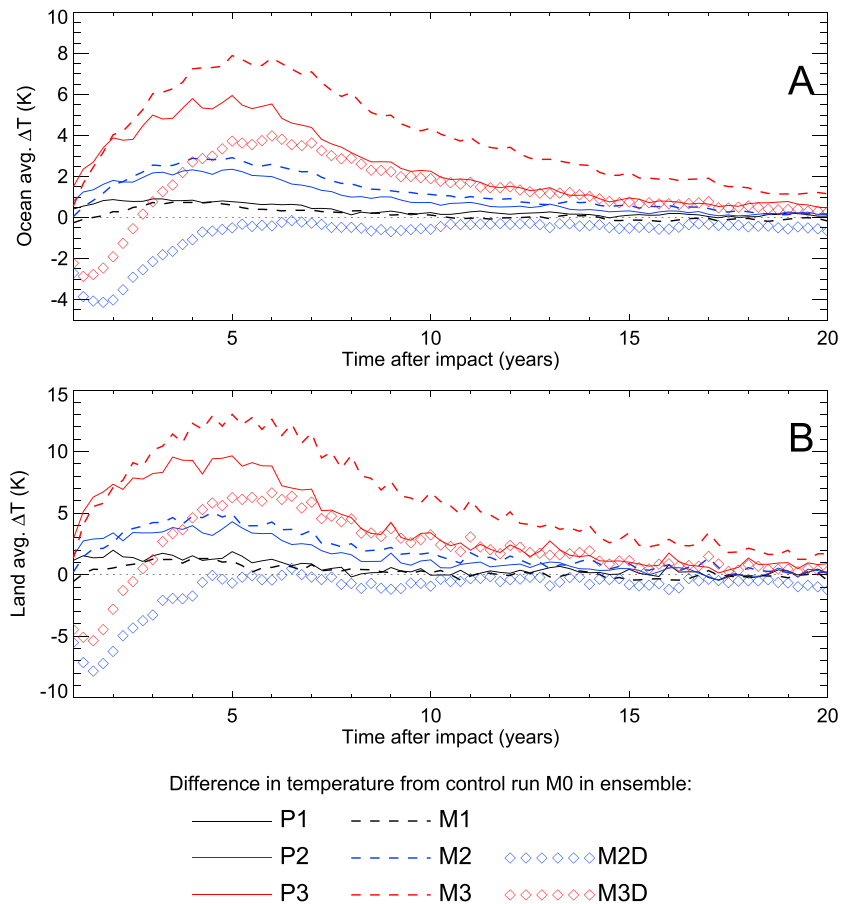 10
8
6
4
2
0
-2
-4
Ocean avg. ΔT (K)
A
5
10
15
20
Time after impact (years)
15
10
5
0
-5
-10
Land avg. ΔT (K)
B
5
10
15
20
Time after impact (years)
Difference in temperature from control run M0 in ensemble:
P1 M1
P2 M2 M2D
P3 M3 M3D